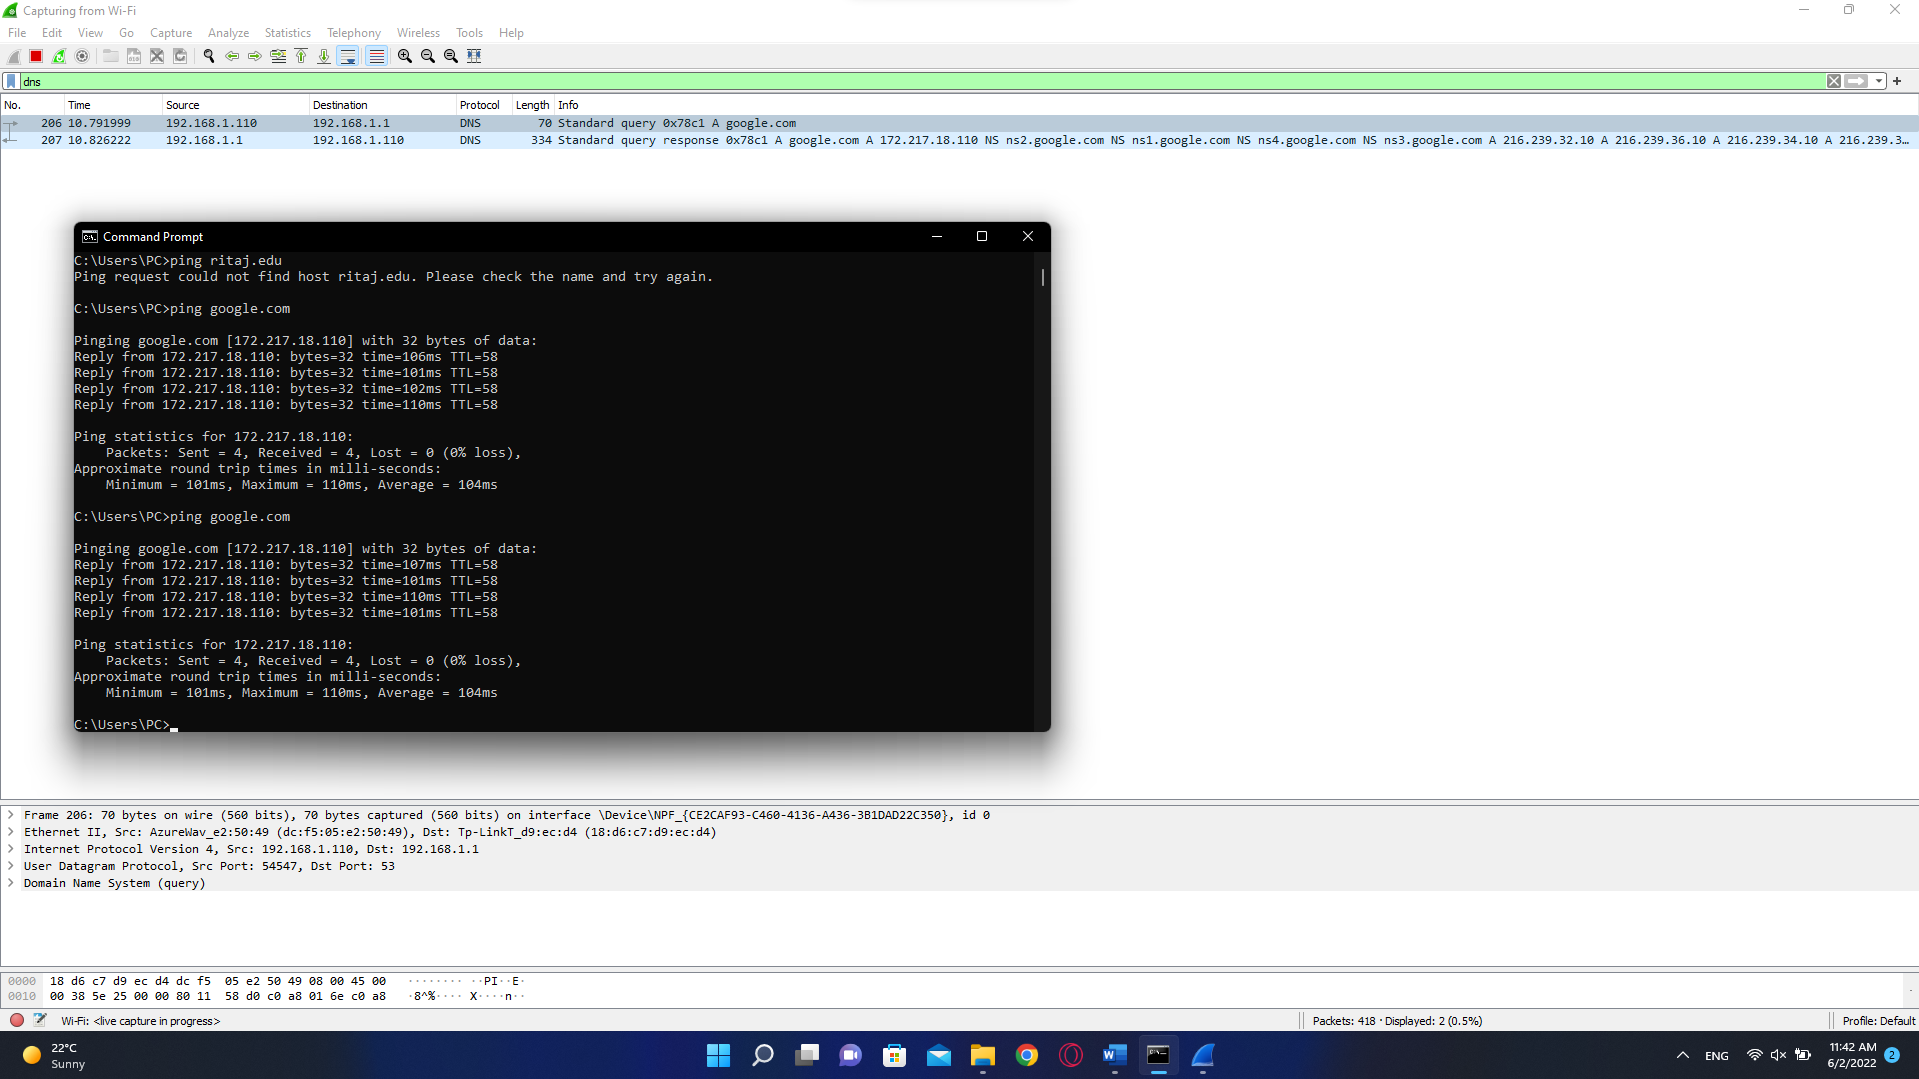 Capturing from Wi-Fi
File Edit View Go Capture Analyze Statistics Telephony Wireless Tools Help
dns
No. Time Source Destination Protocol Length Info
206 10.791999 192.168.1.110 192.168.1.1 DNS 70 Standard query 0x78c1 A google.com
207 10.826222 192.168.1.1 192.168.1.110 DNS 334 Standard query response 0x78c1 A google.com A 172.217.18.110 NS ns2.google.com NS ns1.google.com NS ns4.google.com NS ns3.google.com A 216.239.32.10 A 216.239.36.10 A 216.239.34.10 A 216.239.3…
Command Prompt
C:\Users\PC>ping ritaj.edu
Ping request could not find host ritaj.edu. Please check the name and try again.
C:\Users\PC>ping google.com
Pinging google.com [172.217.18.110] with 32 bytes of data:
Reply from 172.217.18.110: bytes=32 time=106ms TTL=58
Reply from 172.217.18.110: bytes=32 time=101ms TTL=58
Reply from 172.217.18.110: bytes=32 time=102ms TTL=58
Reply from 172.217.18.110: bytes=32 time=110ms TTL=58
Ping statistics for 172.217.18.110:
Packets: Sent = 4, Received = 4, Lost = 0 (0% loss),
Approximate round trip times in milli-seconds:
Minimum = 101ms, Maximum = 110ms, Average = 104ms
C:\Users\PC>ping google.com
Pinging google.com [172.217.18.110] with 32 bytes of data:
Reply from 172.217.18.110: bytes=32 time=107ms TTL=58
Reply from 172.217.18.110: bytes=32 time=101ms TTL=58
Reply from 172.217.18.110: bytes=32 time=110ms TTL=58
Reply from 172.217.18.110: bytes=32 time=101ms TTL=58
Ping statistics for 172.217.18.110:
Packets: Sent = 4, Received = 4, Lost = 0 (0% loss),
Approximate round trip times in milli-seconds:
Minimum = 101ms, Maximum = 110ms, Average = 104ms
C:\Users\PC>
Frame 206: 70 bytes on wire (560 bits), 70 bytes captured (560 bits) on interface \Device\NPF_{CE2CAF93-C460-4136-A436-3B1DAD22C350}, id 0
Ethernet II, Src: AzureWav_e2:50:49 (dc:f5:05:e2:50:49), Dst: Tp-LinkT_d9:ec:d4 (18:d6:c7:d9:ec:d4)
Internet Protocol Version 4, Src: 192.168.1.110, Dst: 192.168.1.1
User Datagram Protocol, Src Port: 54547, Dst Port: 53
Domain Name System (query)
0000 18 d6 c7 d9 ec d4 dc f5 05 e2 50 49 08 00 45 00 ········ ··PI··E·
0010 00 38 5e 25 00 00 80 11 58 d0 c0 a8 01 6e c0 a8 ·8^%···· X····n··
Wi-Fi: <live capture in progress>
Packets: 418 · Displayed: 2 (0.5%)
Profile: Default
22°C
Sunny
ENG
11:42 AM
6/2/2022
2